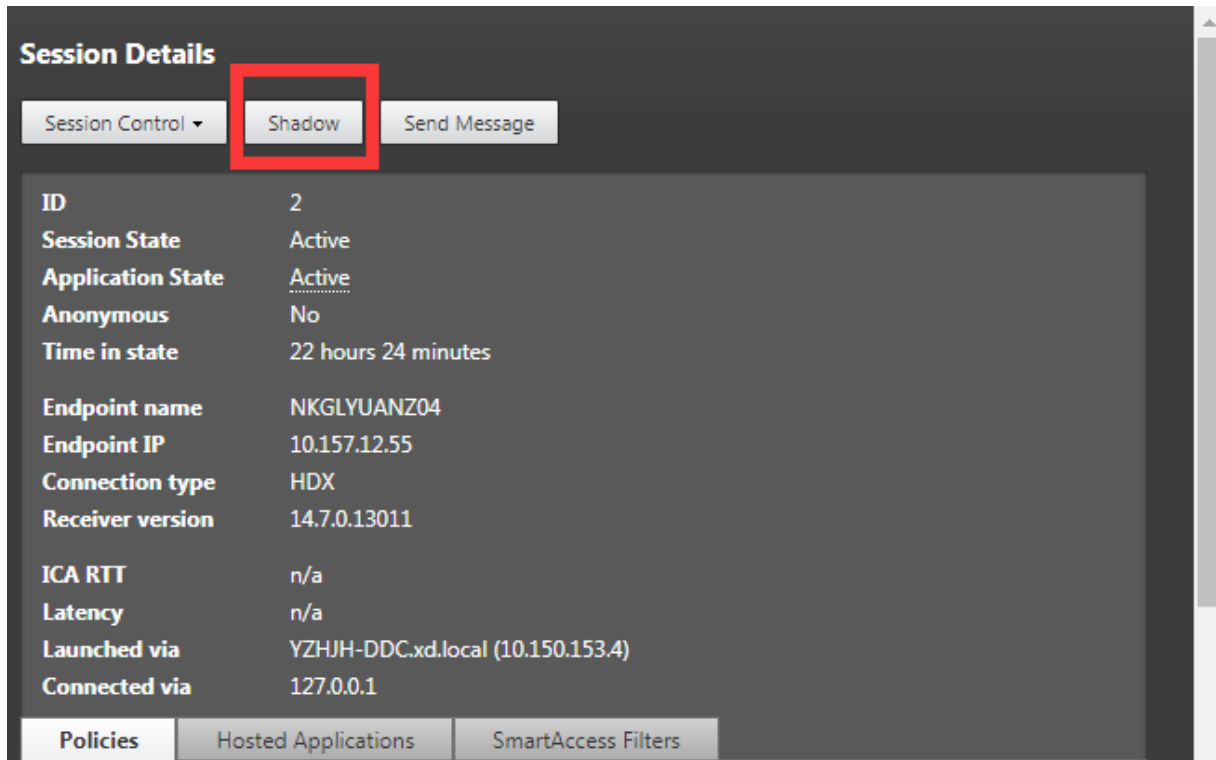 Session Details
Session Control Shadow Send Message
ID 2
Session State Active
Application State Active
Anonymous No
Time in state 22 hours 24 minutes
Endpoint name NKGLYUANZ04
Endpoint IP 10.157.12.55
Connection type HDX
Receiver version 14.7.0.13011
ICA RTT n/a
Latency n/a
Launched via YZHJH-DDC.xd.local (10.150.153.4)
Connected via 127.0.0.1
Policies Hosted Applications SmartAccess Filters